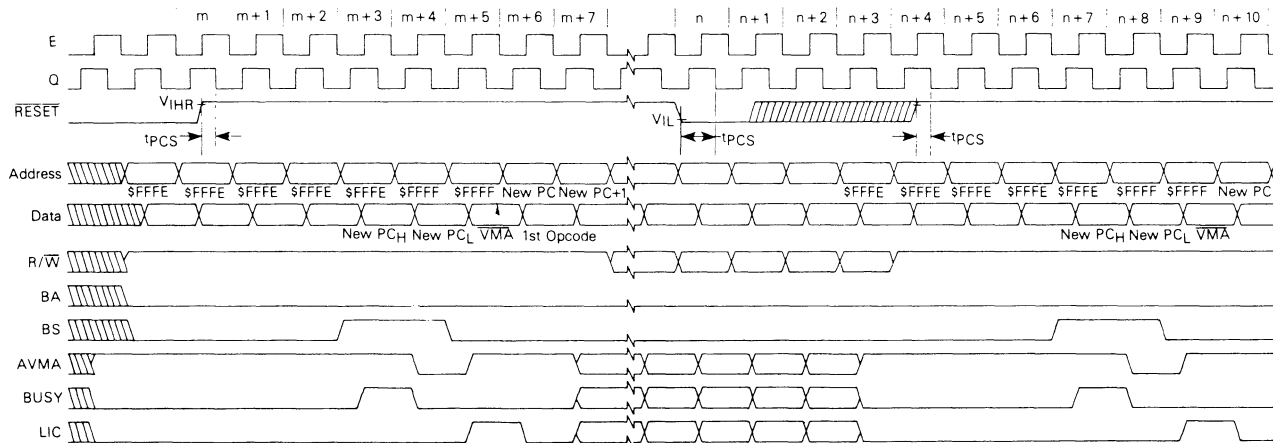 m m + 1 m + 2 m + 3 m + 4 m + 5 m + 6 m + 7 n n + 1 n + 2 n + 3 n + 4 n + 5 n + 6 n + 7 n + 8 n + 9 n + 10
E
Q
RESET VIHR VIL
tPCS tPCS tPCS
Address
$FFFE $FFFE $FFFE $FFFE $FFFE $FFFF $FFFF New PC New PC+1 $FFFE $FFFE $FFFE $FFFE $FFFE $FFFF $FFFF New PC
Data
New PCH New PCL VMA 1st Opcode New PCH New PCL VMA
R/W
BA
BS
AVMA
BUSY
LIC